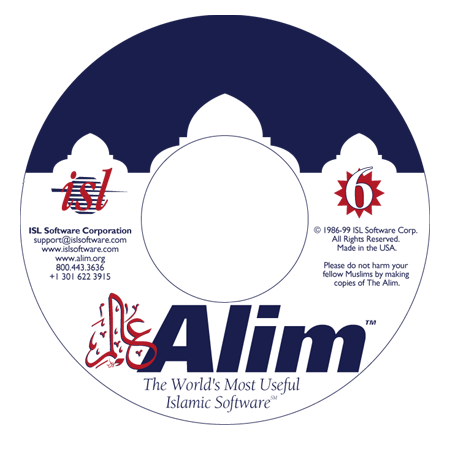 isl
ISL Software Corporation
support@islsoftware.com
www.islsoftware.com
www.alim.org
800.443.3636
+1 301 622 3915
6
© 1986-99 ISL Software Corp.
All Rights Reserved.
Made in the USA.
Please do not harm your
fellow Muslims by making
copies of The Alim.
عالم
Alim™
The World's Most Useful
Islamic Software℠